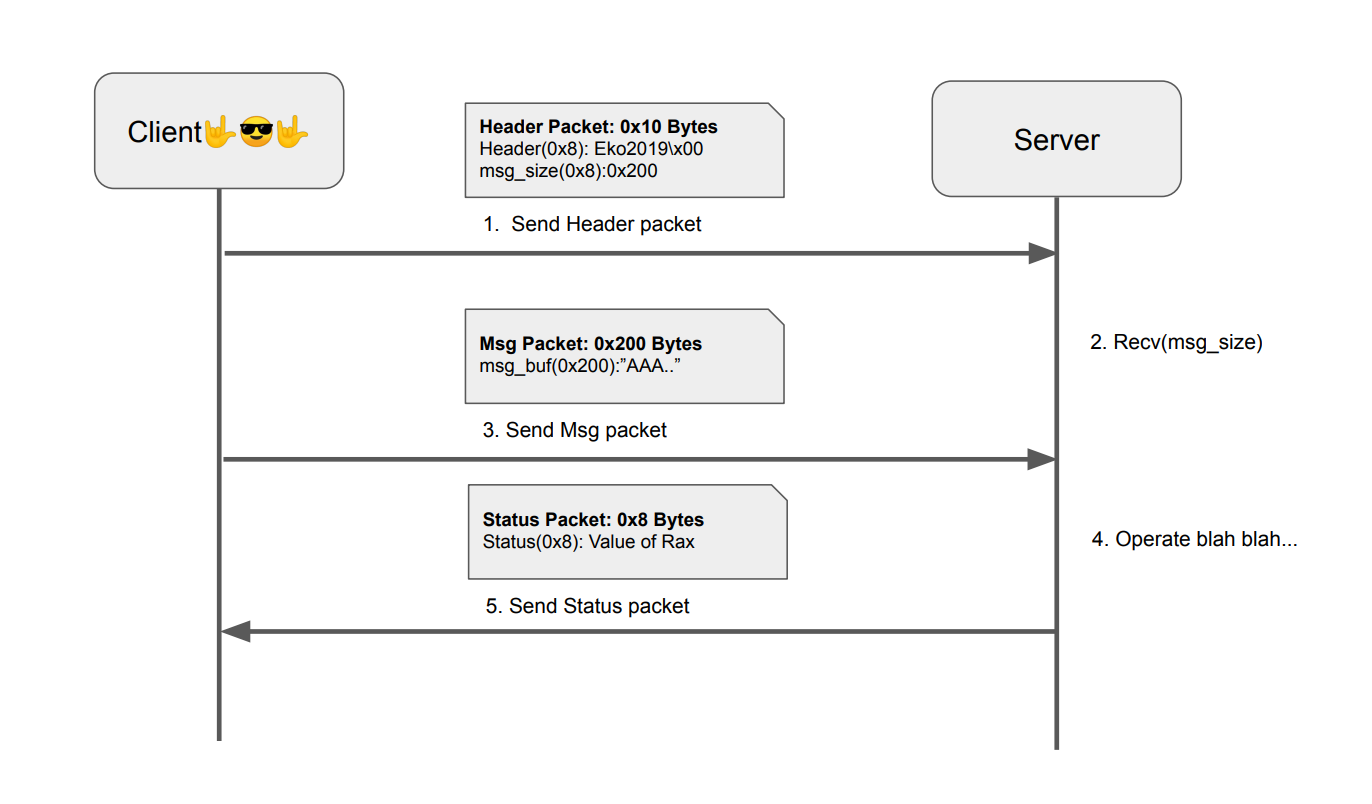 Client🤟😎🤟
Server
Header Packet: 0x10 Bytes
Header(0x8): Eko2019\x00
msg_size(0x8):0x200
1. Send Header packet
2. Recv(msg_size)
Msg Packet: 0x200 Bytes
msg_buf(0x200):”AAA..”
3. Send Msg packet
Status Packet: 0x8 Bytes
Status(0x8): Value of Rax
4. Operate blah blah...
5. Send Status packet